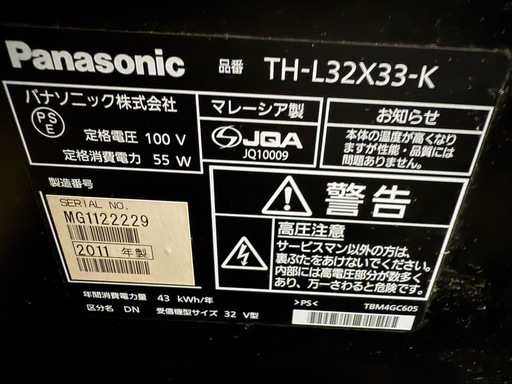 Panasonic 品番 TH-L32X33-K
パナソニック株式会社
PS
E
定格電圧 100 V
定格消費電力 55 W
製造番号
SERIAL NO.
MG1122229
2011 年製
年間消費電力量 43 kWh/年
区分名 DN 受信機型サイズ 32 V型
マレーシア製
JQA
JQ10009
お知らせ
本体の温度が高くなり
ますが性能・品質には
問題ありません。
警告
高圧注意
サービスマン以外の方は、
裏ぶたをあけないでください。
内部には高電圧部分が数多く
あり、万一さわると危険です。
>PS<
TBM4GC605